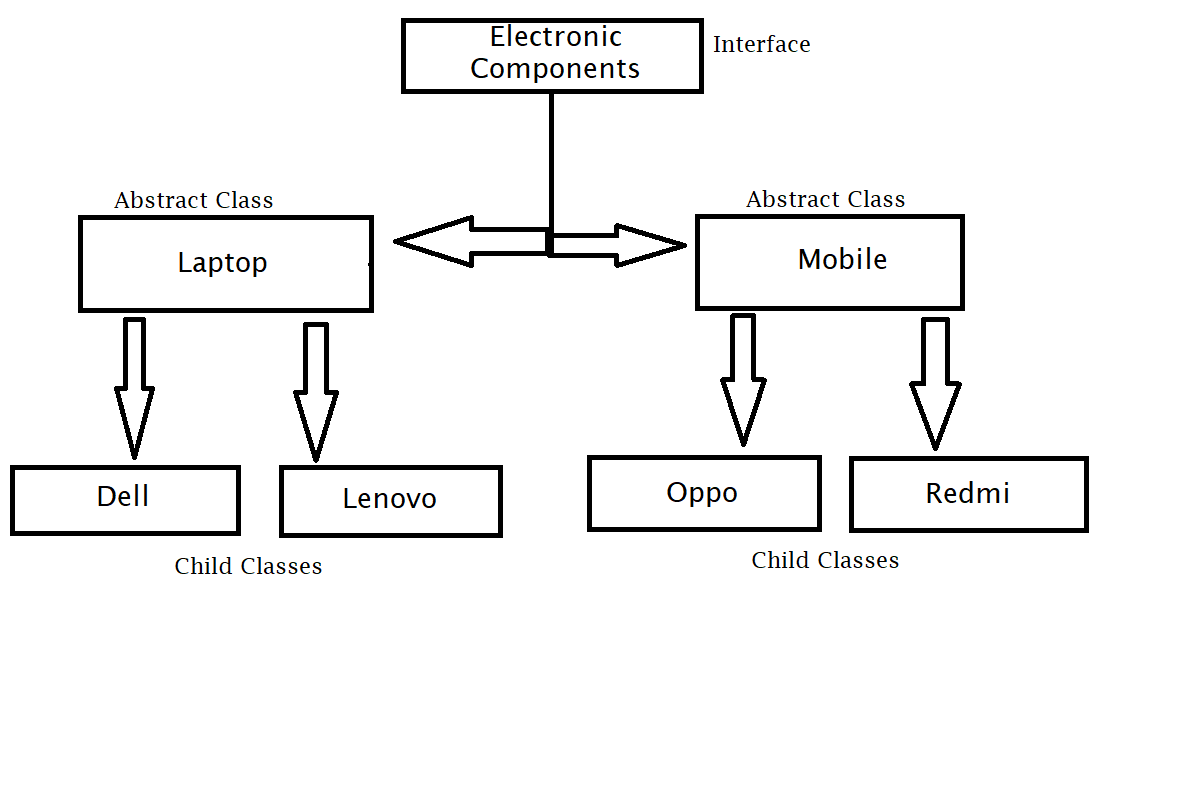 Electronic
Components
Interface
Abstract Class
Abstract Class
Laptop
Mobile
Dell
Lenovo
Oppo
Redmi
Child Classes
Child Classes